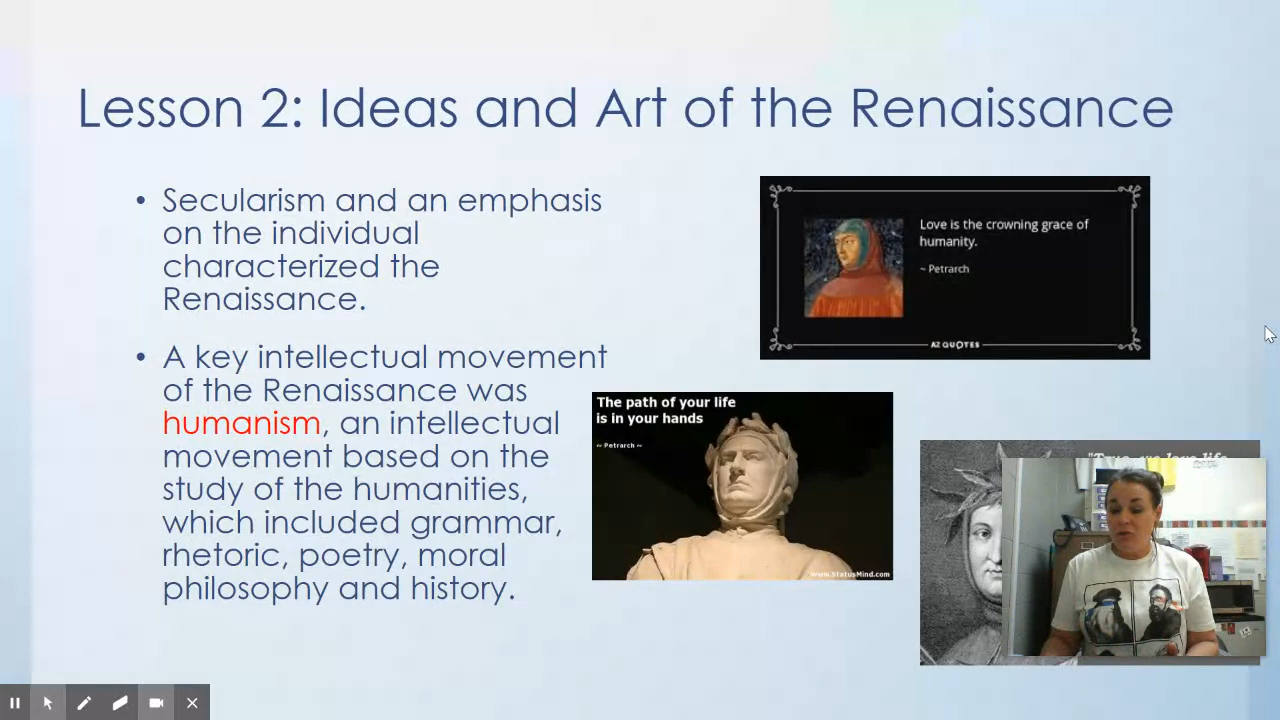 Lesson 2: Ideas and Art of the Renaissance
• Secularism and an emphasis
on the individual
characterized the
Renaissance.
• A key intellectual movement
of the Renaissance was
humanism, an intellectual
movement based on the
study of the humanities,
which included grammar,
rhetoric, poetry, moral
philosophy and history.
Love is the crowning grace of
humanity.
~ Petrarch
AZ QUOTES
The path of your life
is in your hands
~ Petrarch ~
www.StatusMind.com